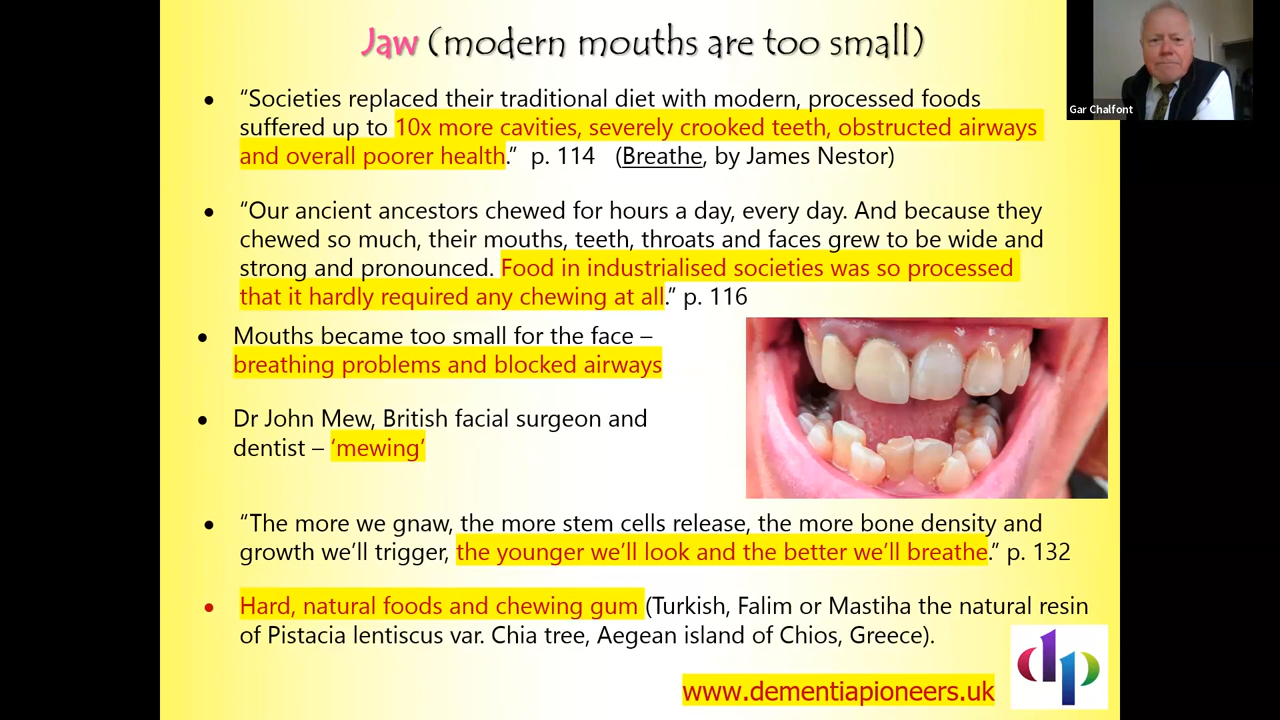 Jaw (modern mouths are too small)
Gar Chalfont
• “Societies replaced their traditional diet with modern, processed foods
suffered up to 10x more cavities, severely crooked teeth, obstructed airways
and overall poorer health.” p. 114 (Breathe, by James Nestor)
• “Our ancient ancestors chewed for hours a day, every day. And because they
chewed so much, their mouths, teeth, throats and faces grew to be wide and
strong and pronounced. Food in industrialised societies was so processed
that it hardly required any chewing at all.” p. 116
• Mouths became too small for the face –
breathing problems and blocked airways
• Dr John Mew, British facial surgeon and
dentist – ‘mewing’
• “The more we gnaw, the more stem cells release, the more bone density and
growth we’ll trigger, the younger we’ll look and the better we’ll breathe.” p. 132
• Hard, natural foods and chewing gum (Turkish, Falim or Mastiha the natural resin
of Pistacia lentiscus var. Chia tree, Aegean island of Chios, Greece).
www.dementiapioneers.uk
dp